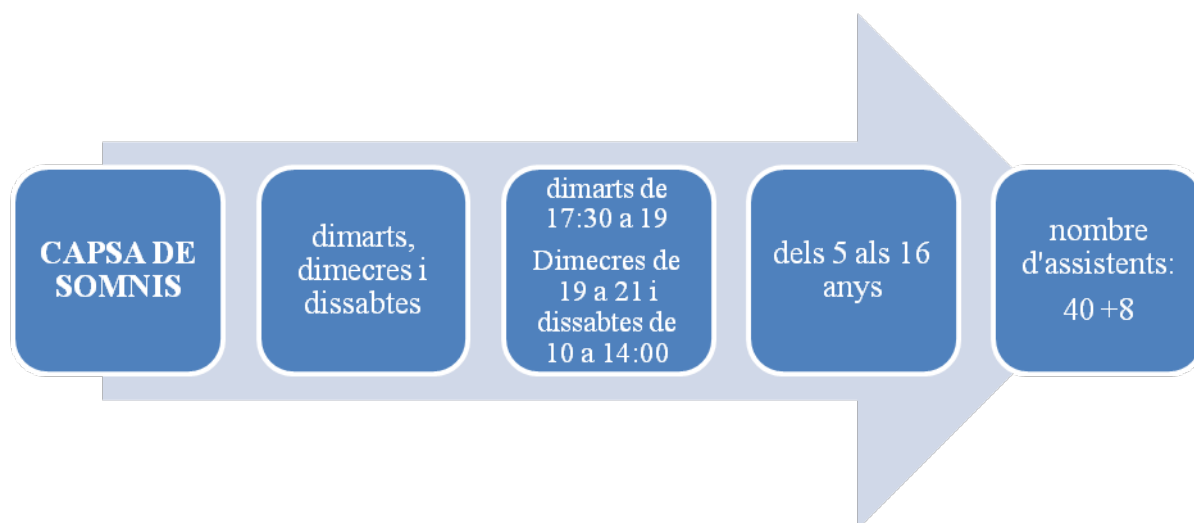 CAPSA DE
SOMNIS
dimarts,
dimecres i
dissabtes
dimarts de
17:30 a 19
Dimecres de
19 a 21 i
dissabtes de
10 a 14:00
dels 5 als 16
anys
nombre
d'assistents:
40 +8